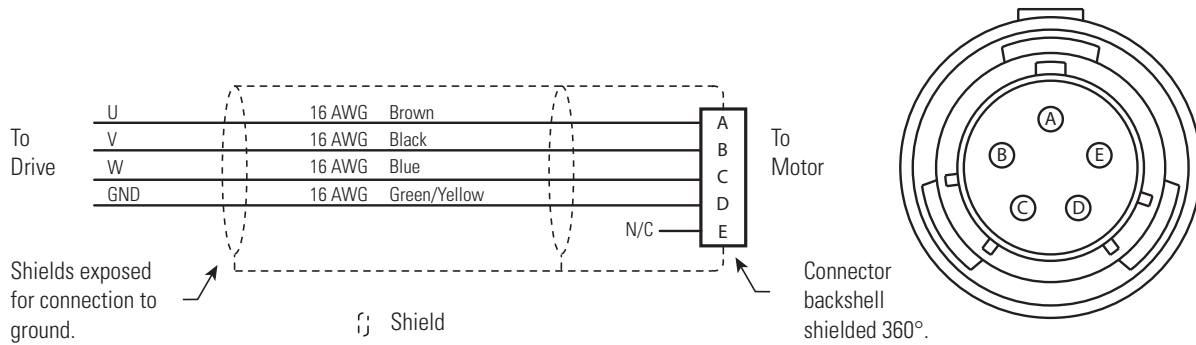 To
Drive
U 16 AWG Brown A
V 16 AWG Black B
W 16 AWG Blue C
GND 16 AWG Green/Yellow D
N/C E
To
Motor
Shields exposed
for connection to
ground.
Shield
Connector
backshell
shielded 360°.
A
B
E
C
D